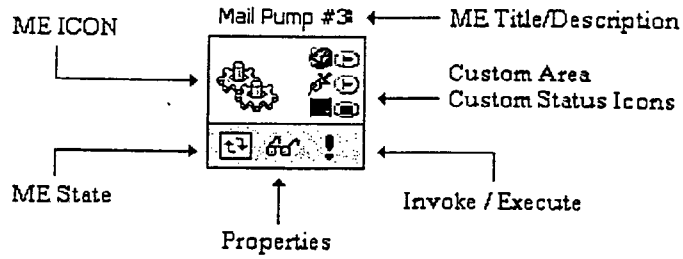 Mail Pump #3:
ME Title/Description
ME ICON
Custom Area
Custom Status Icons
ME State
Invoke / Execute
Properties